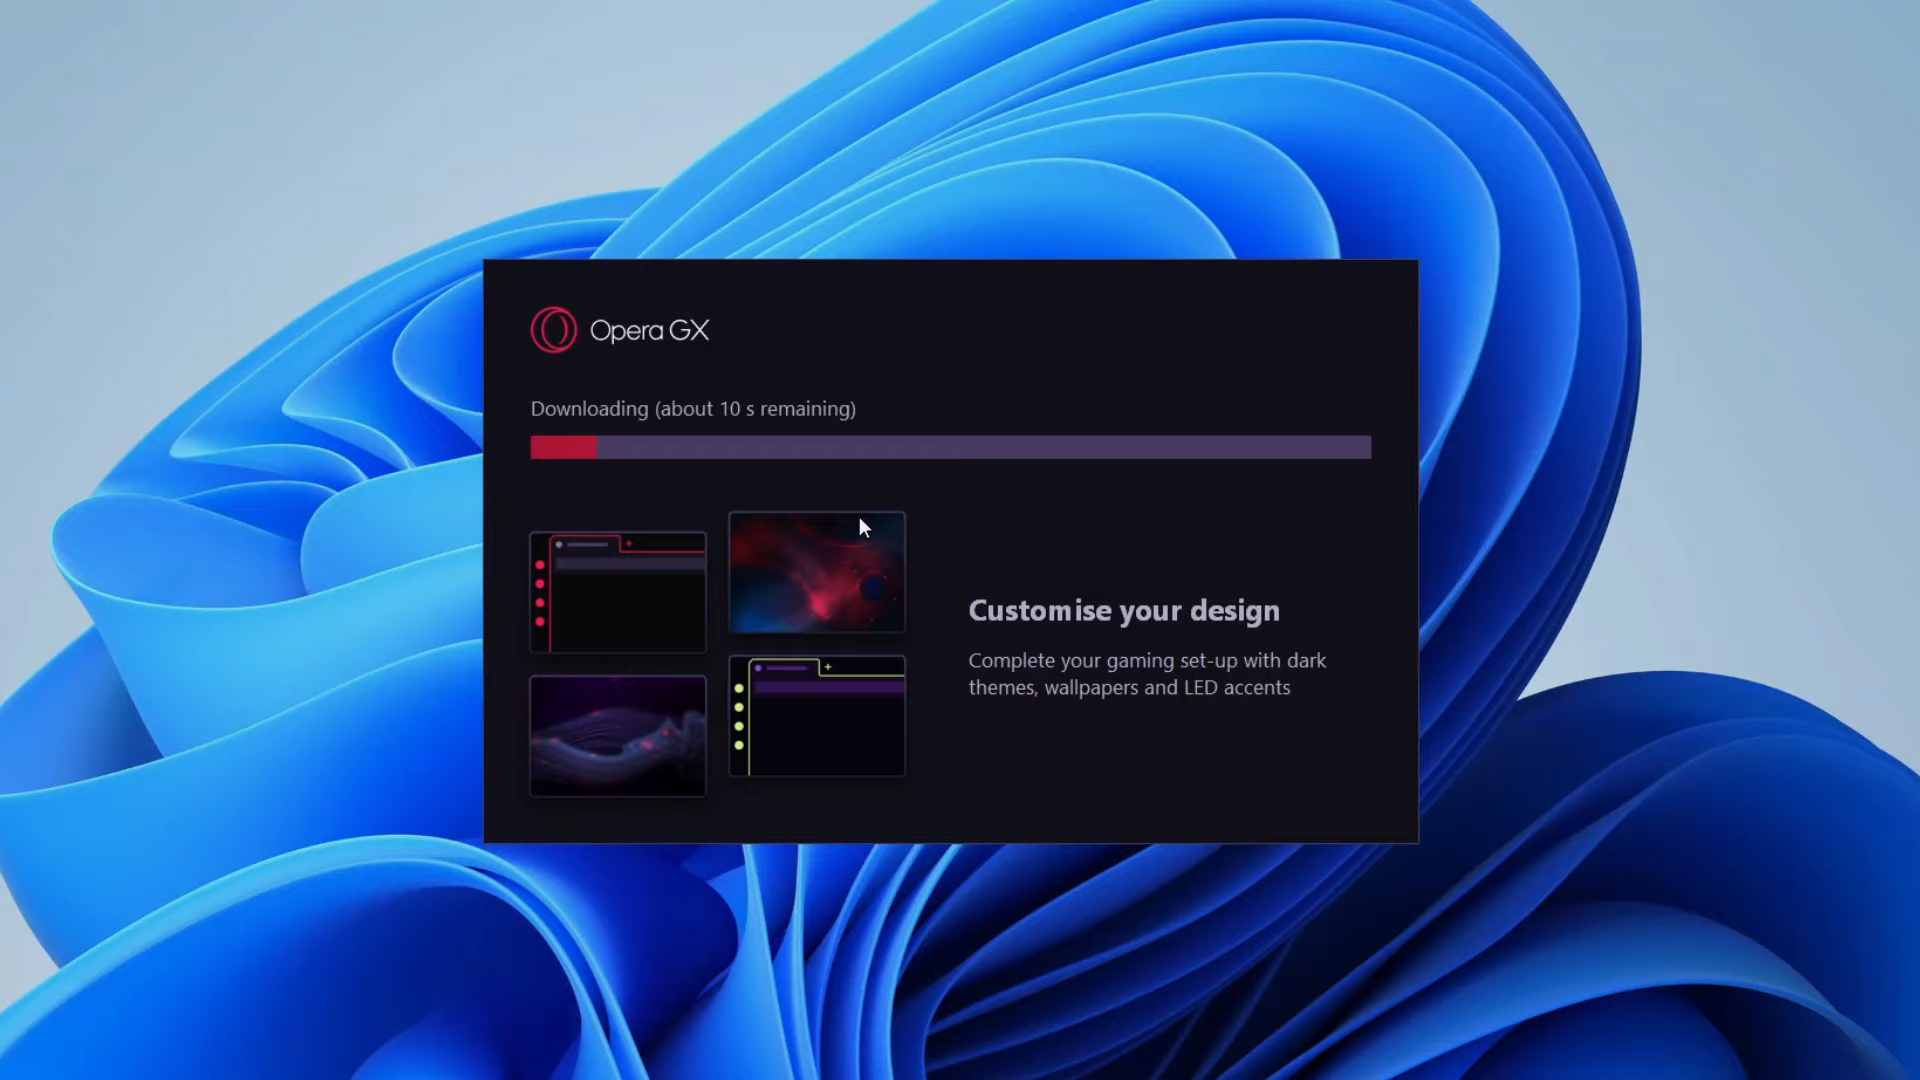 Opera GX
Downloading (about 10 s remaining)
Customise your design
Complete your gaming set-up with dark
themes, wallpapers and LED accents